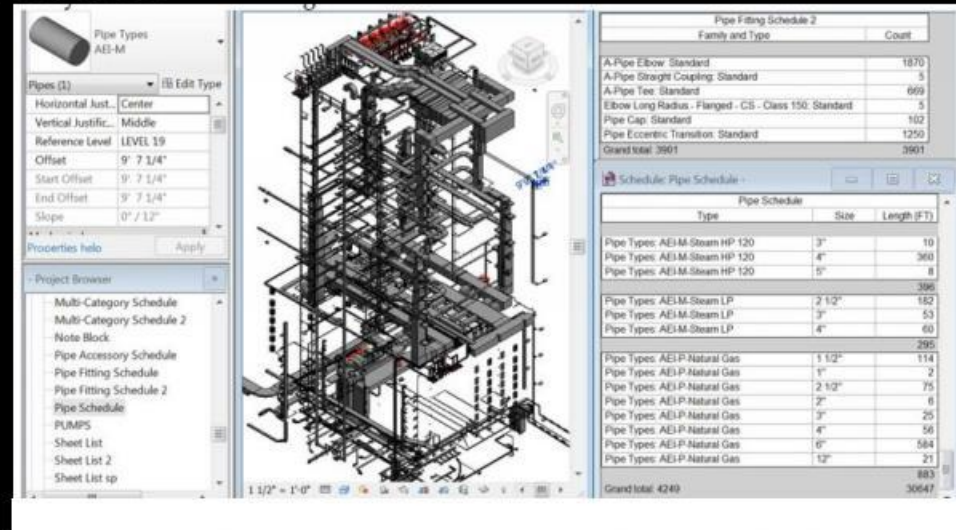 Pipe Types
AEI-M
Pipes (1)
Edit Type
Horizontal Just... Center
Vertical Justific... Middle
Reference Level LEVEL 19
Offset 9' 7 1/4"
Start Offset 9' 7 1/4"
End Offset 9' 7 1/4"
Slope 0" / 12"
Properties help Apply
Project Browser
Multi-Category Schedule
Multi-Category Schedule 2
Note Block
Pipe Accessory Schedule
Pipe Fitting Schedule
Pipe Fitting Schedule 2
Pipe Schedule
PUMPS
Sheet List
Sheet List 2
Sheet List sp
1 1/2" = 1'-0"
Pipe Fitting Schedule 2
Family and Type Count
A-Pipe Elbow: Standard 1870
A-Pipe Straight Coupling: Standard 5
A-Pipe Tee: Standard 669
Elbow Long Radius - Flanged - CS - Class 150: Standard 5
Pipe Cap: Standard 102
Pipe Eccentric Transition: Standard 1250
Grand total: 3901 3901
Schedule: Pipe Schedule -
Pipe Schedule
Type Size Length (FT)
Pipe Types: AEI-M-Steam HP 120 3" 10
Pipe Types: AEI-M-Steam HP 120 4" 360
Pipe Types: AEI-M-Steam HP 120 5" 8
396
Pipe Types: AEI-M-Steam LP 2 1/2" 182
Pipe Types: AEI-M-Steam LP 3" 53
Pipe Types: AEI-M-Steam LP 4" 60
295
Pipe Types: AEI-P-Natural Gas 1 1/2" 114
Pipe Types: AEI-P-Natural Gas 1" 2
Pipe Types: AEI-P-Natural Gas 2 1/2" 75
Pipe Types: AEI-P-Natural Gas 2" 6
Pipe Types: AEI-P-Natural Gas 3" 25
Pipe Types: AEI-P-Natural Gas 4" 56
Pipe Types: AEI-P-Natural Gas 6" 584
Pipe Types: AEI-P-Natural Gas 12" 21
883
Grand total: 4249 30647